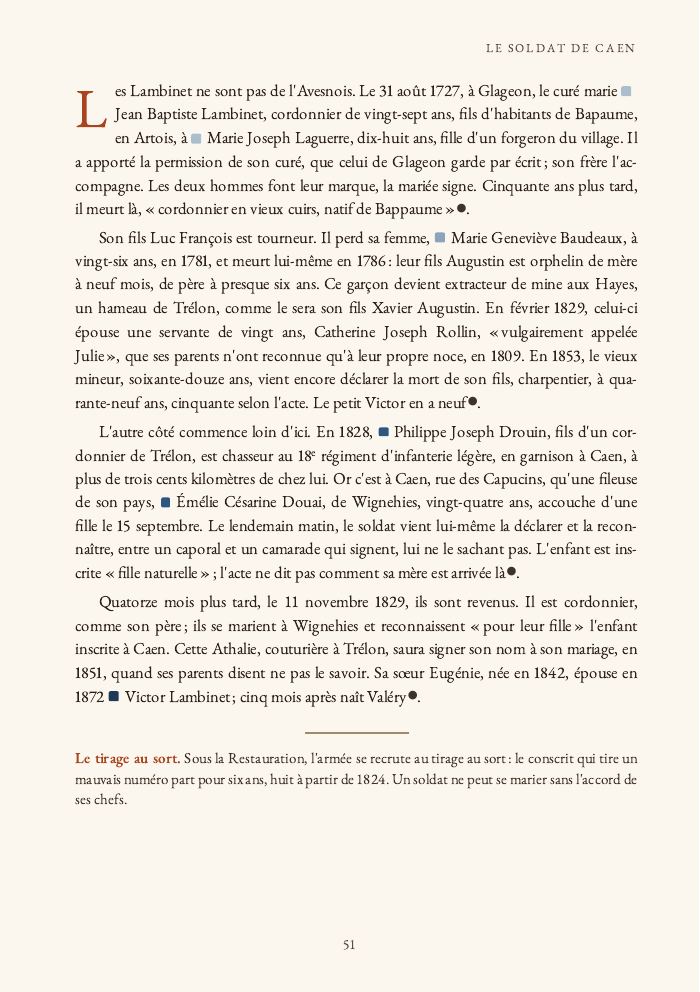 LE SOLDAT DE CAEN
Les Lambinet ne sont pas de l'Avesnois. Le 31 août 1727, à Glageon, le curé marie
Jean Baptiste Lambinet, cordonnier de vingt-sept ans, fils d'habitants de Bapaume,
en Artois, à Marie Joseph Laguerre, dix-huit ans, fille d'un forgeron du village. Il
a apporté la permission de son curé, que celui de Glageon garde par écrit ; son frère l'ac-
compagne. Les deux hommes font leur marque, la mariée signe. Cinquante ans plus tard,
il meurt là, « cordonnier en vieux cuirs, natif de Bappaume ».
Son fils Luc François est tourneur. Il perd sa femme, Marie Geneviève Baudeaux, à
vingt-six ans, en 1781, et meurt lui-même en 1786 : leur fils Augustin est orphelin de mère
à neuf mois, de père à presque six ans. Ce garçon devient extracteur de mine aux Hayes,
un hameau de Trélon, comme le sera son fils Xavier Augustin. En février 1829, celui-ci
épouse une servante de vingt ans, Catherine Joseph Rollin, « vulgairement appelée
Julie », que ses parents n'ont reconnue qu'à leur propre noce, en 1809. En 1853, le vieux
mineur, soixante-douze ans, vient encore déclarer la mort de son fils, charpentier, à qua-
rante-neuf ans, cinquante selon l'acte. Le petit Victor en a neuf.
L'autre côté commence loin d'ici. En 1828, Philippe Joseph Drouin, fils d'un cor-
donnier de Trélon, est chasseur au 18e régiment d'infanterie légère, en garnison à Caen, à
plus de trois cents kilomètres de chez lui. Or c'est à Caen, rue des Capucins, qu'une fileuse
de son pays, Émélie Césarine Douai, de Wignehies, vingt-quatre ans, accouche d'une
fille le 15 septembre. Le lendemain matin, le soldat vient lui-même la déclarer et la recon-
naître, entre un caporal et un camarade qui signent, lui ne le sachant pas. L'enfant est ins-
crite « fille naturelle » ; l'acte ne dit pas comment sa mère est arrivée là.
Quatorze mois plus tard, le 11 novembre 1829, ils sont revenus. Il est cordonnier,
comme son père ; ils se marient à Wignehies et reconnaissent « pour leur fille » l'enfant
inscrite à Caen. Cette Athalie, couturière à Trélon, saura signer son nom à son mariage, en
1851, quand ses parents disent ne pas le savoir. Sa sœur Eugénie, née en 1842, épouse en
1872 Victor Lambinet ; cinq mois après naît Valéry.
Le tirage au sort. Sous la Restauration, l'armée se recrute au tirage au sort : le conscrit qui tire un
mauvais numéro part pour six ans, huit à partir de 1824. Un soldat ne peut se marier sans l'accord de
ses chefs.
51